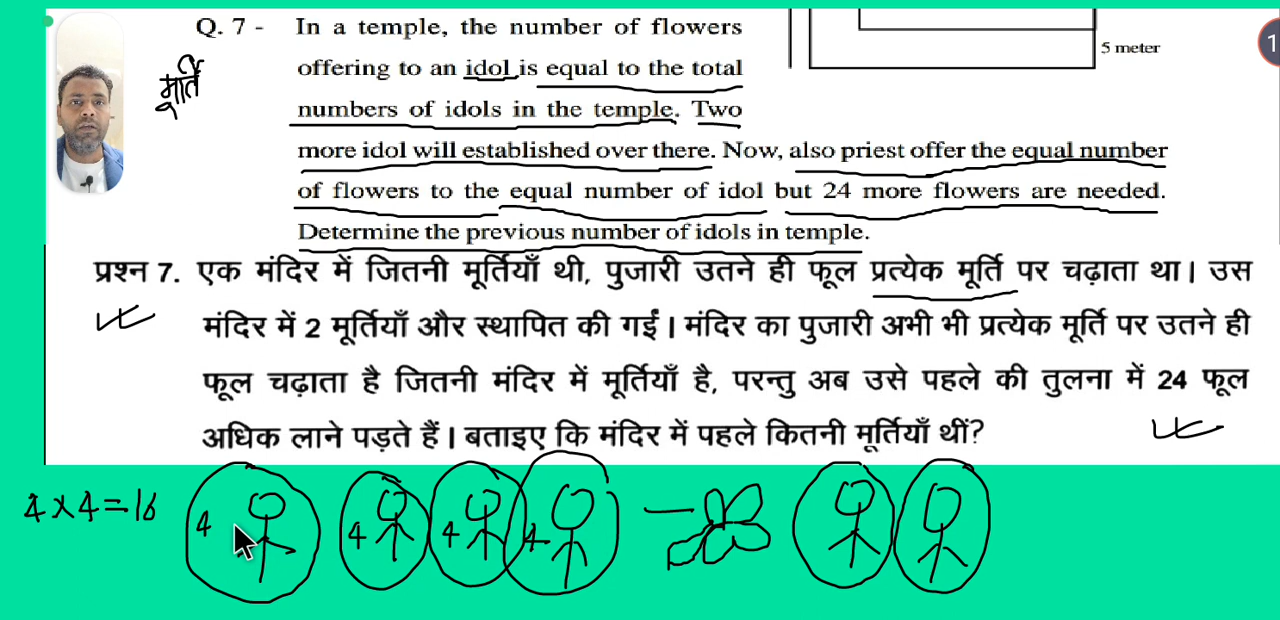 Q. 7 - In a temple, the number of flowers
offering to an idol is equal to the total
numbers of idols in the temple. Two
5 meter
1
मूर्ति
more idol will established over there. Now, also priest offer the equal number
of flowers to the equal number of idol but 24 more flowers are needed.
Determine the previous number of idols in temple.
प्रश्न 7. एक मंदिर में जितनी मूर्तियाँ थी, पुजारी उतने ही फूल प्रत्येक मूर्ति पर चढ़ाता था। उस
मंदिर में 2 मूर्तियाँ और स्थापित की गईं। मंदिर का पुजारी अभी भी प्रत्येक मूर्ति पर उतने ही
फूल चढ़ाता है जितनी मंदिर में मूर्तियाँ है, परन्तु अब उसे पहले की तुलना में 24 फूल
अधिक लाने पड़ते हैं। बताइए कि मंदिर में पहले कितनी मूर्तियाँ थीं?
4×4=16 4 4 4 4